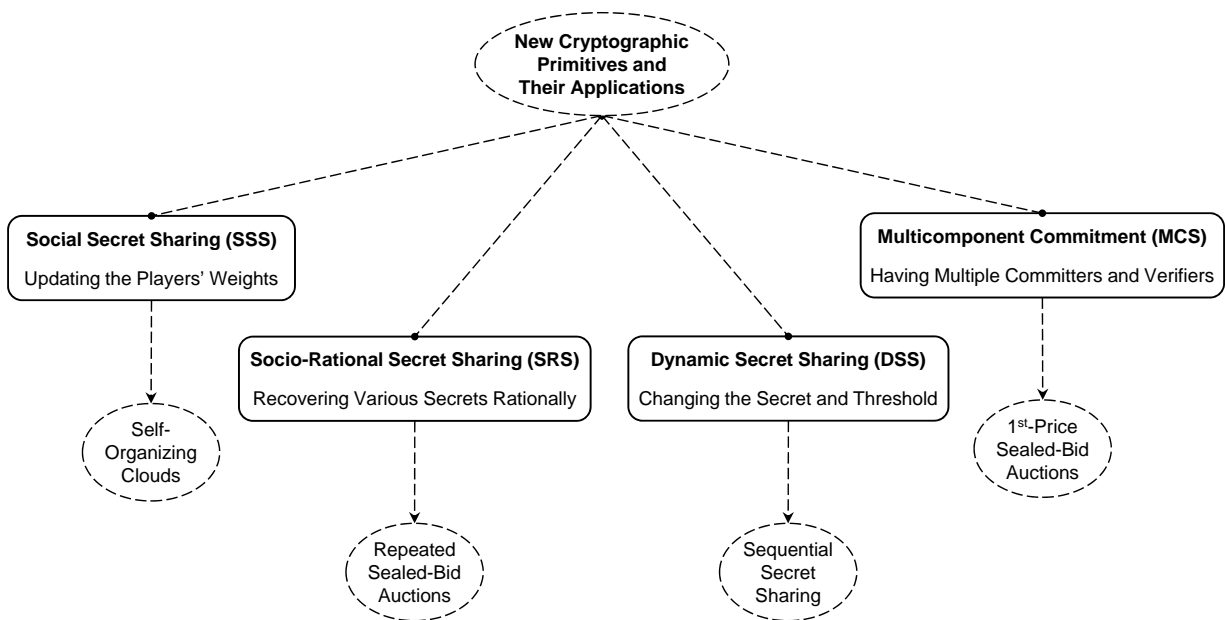 New Cryptographic
Primitives and
Their Applications
Social Secret Sharing (SSS)
Updating the Players’ Weights
Multicomponent Commitment (MCS)
Having Multiple Committers and Verifiers
Socio-Rational Secret Sharing (SRS)
Recovering Various Secrets Rationally
Dynamic Secret Sharing (DSS)
Changing the Secret and Threshold
Self-
Organizing
Clouds
1st-Price
Sealed-Bid
Auctions
Repeated
Sealed-Bid
Auctions
Sequential
Secret
Sharing